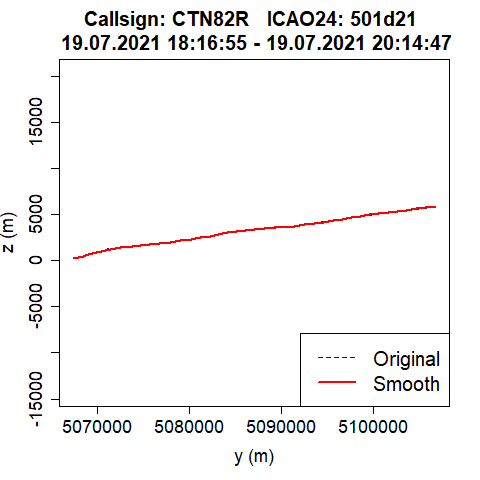 Callsign: CTN82R   ICAO24: 501d21
19.07.2021 18:16:55 - 19.07.2021 20:14:47
z (m)
15000
5000
0
-5000
-15000
Original
Smooth
5070000 5080000 5090000 5100000
y (m)